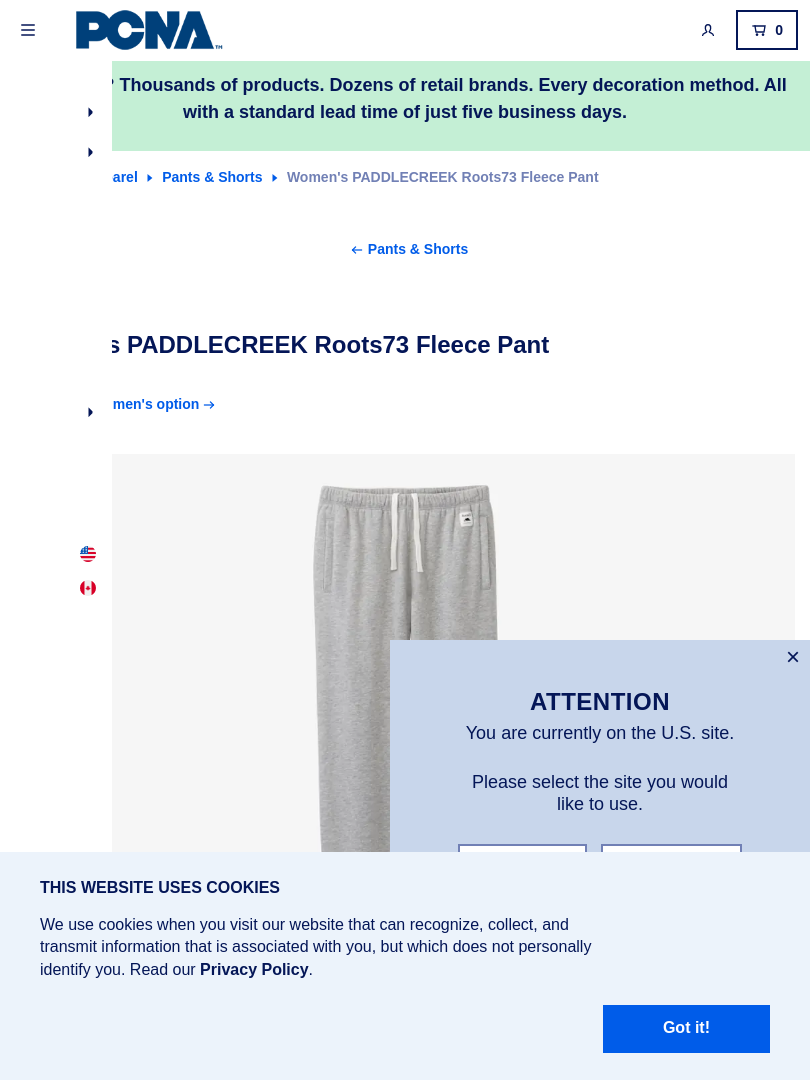 PCNA™
0
Thousands of products. Dozens of retail brands. Every decoration method. All
with a standard lead time of just five business days.
Pants & Shorts Women's PADDLECREEK Roots73 Fleece Pant
← Pants & Shorts
PADDLECREEK Roots73 Fleece Pant
option →
×
ATTENTION
You are currently on the U.S. site.
Please select the site you would
like to use.
THIS WEBSITE USES COOKIES
We use cookies when you visit our website that can recognize, collect, and
transmit information that is associated with you, but which does not personally
identify you. Read our Privacy Policy.
Got it!